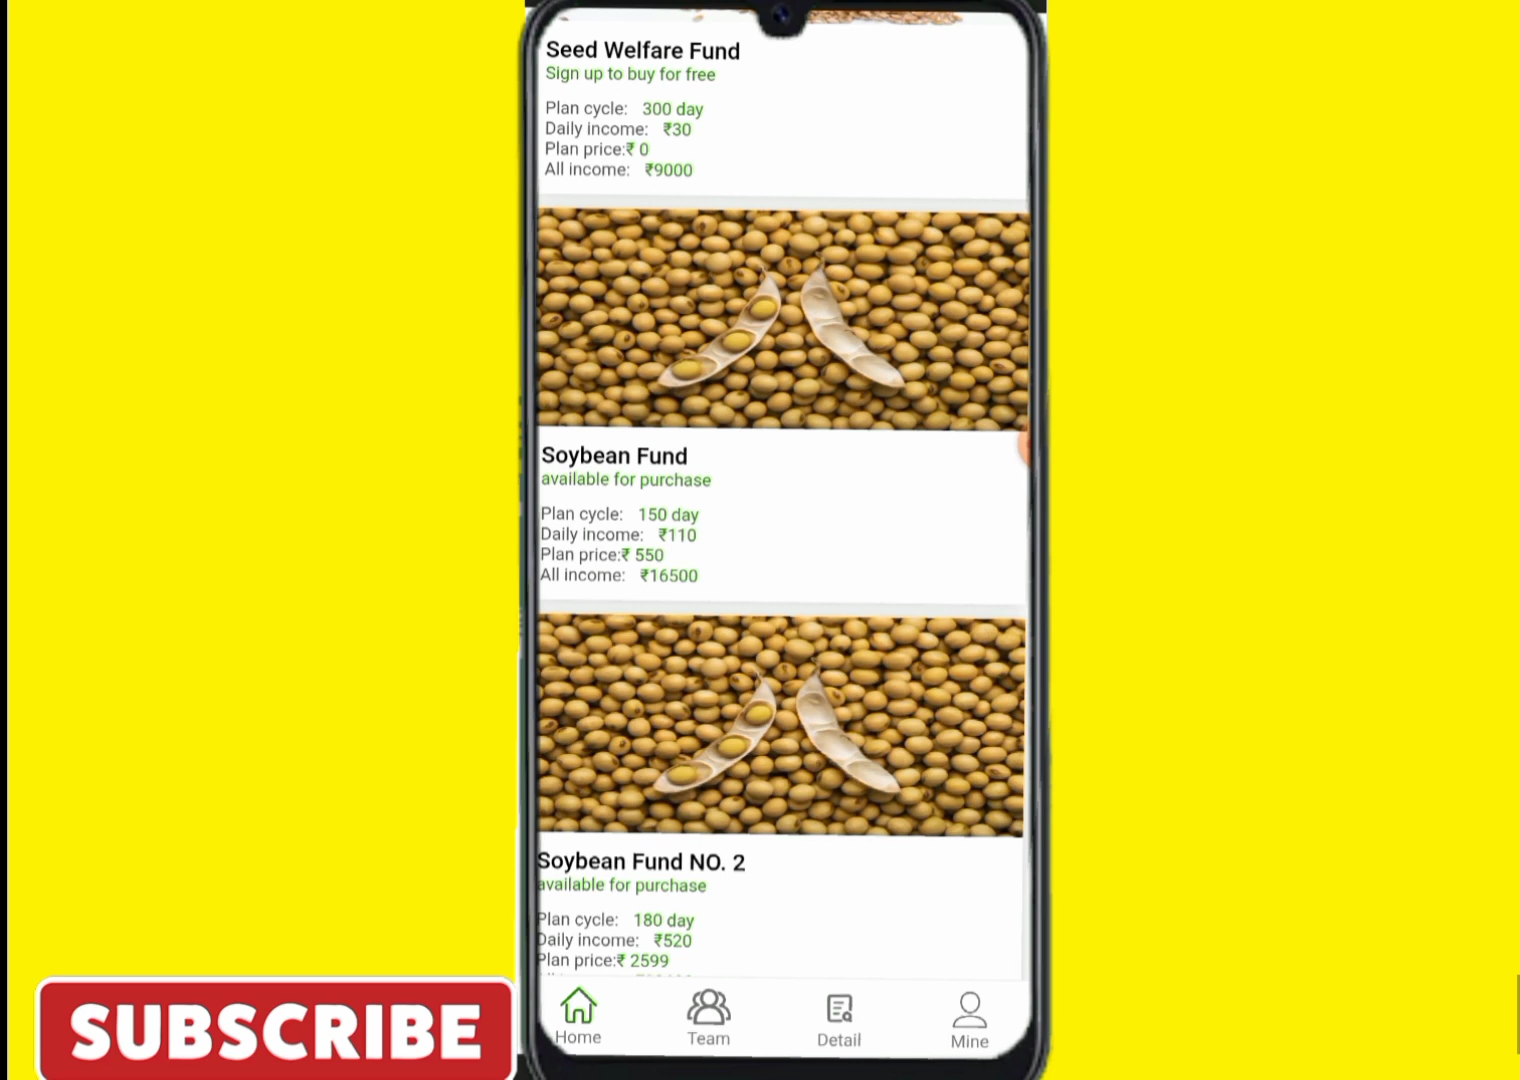 Seed Welfare Fund
Sign up to buy for free
Plan cycle: 300 day
Daily income: ₹30
Plan price:₹ 0
All income: ₹9000
Soybean Fund
available for purchase
Plan cycle: 150 day
Daily income: ₹110
Plan price:₹ 550
All income: ₹16500
Soybean Fund NO. 2
available for purchase
Plan cycle: 180 day
Daily income: ₹520
Plan price:₹ 2599
Home
Team
Detail
Mine
SUBSCRIBE